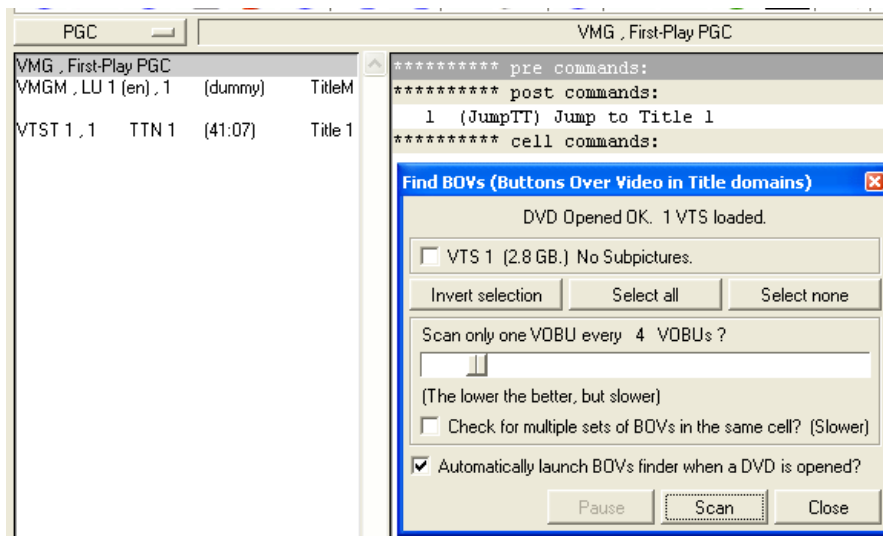 PGC
VMG , First-Play PGC
VMG , First-Play PGC
VMGM , LU 1 (en) , 1 (dummy) TitleM
VTST 1 , 1 TTN 1 (41:07) Title 1
********** pre commands:
********** post commands:
1 (JumpTT) Jump to Title 1
********** cell commands:
Find BOVs (Buttons Over Video in Title domains)
DVD Opened OK. 1 VTS loaded.
VTS 1 (2.8 GB.) No Subpictures.
Invert selection Select all Select none
Scan only one VOBU every 4 VOBUs ?
(The lower the better, but slower)
Check for multiple sets of BOVs in the same cell? (Slower)
Automatically launch BOVs finder when a DVD is opened?
Pause Scan Close